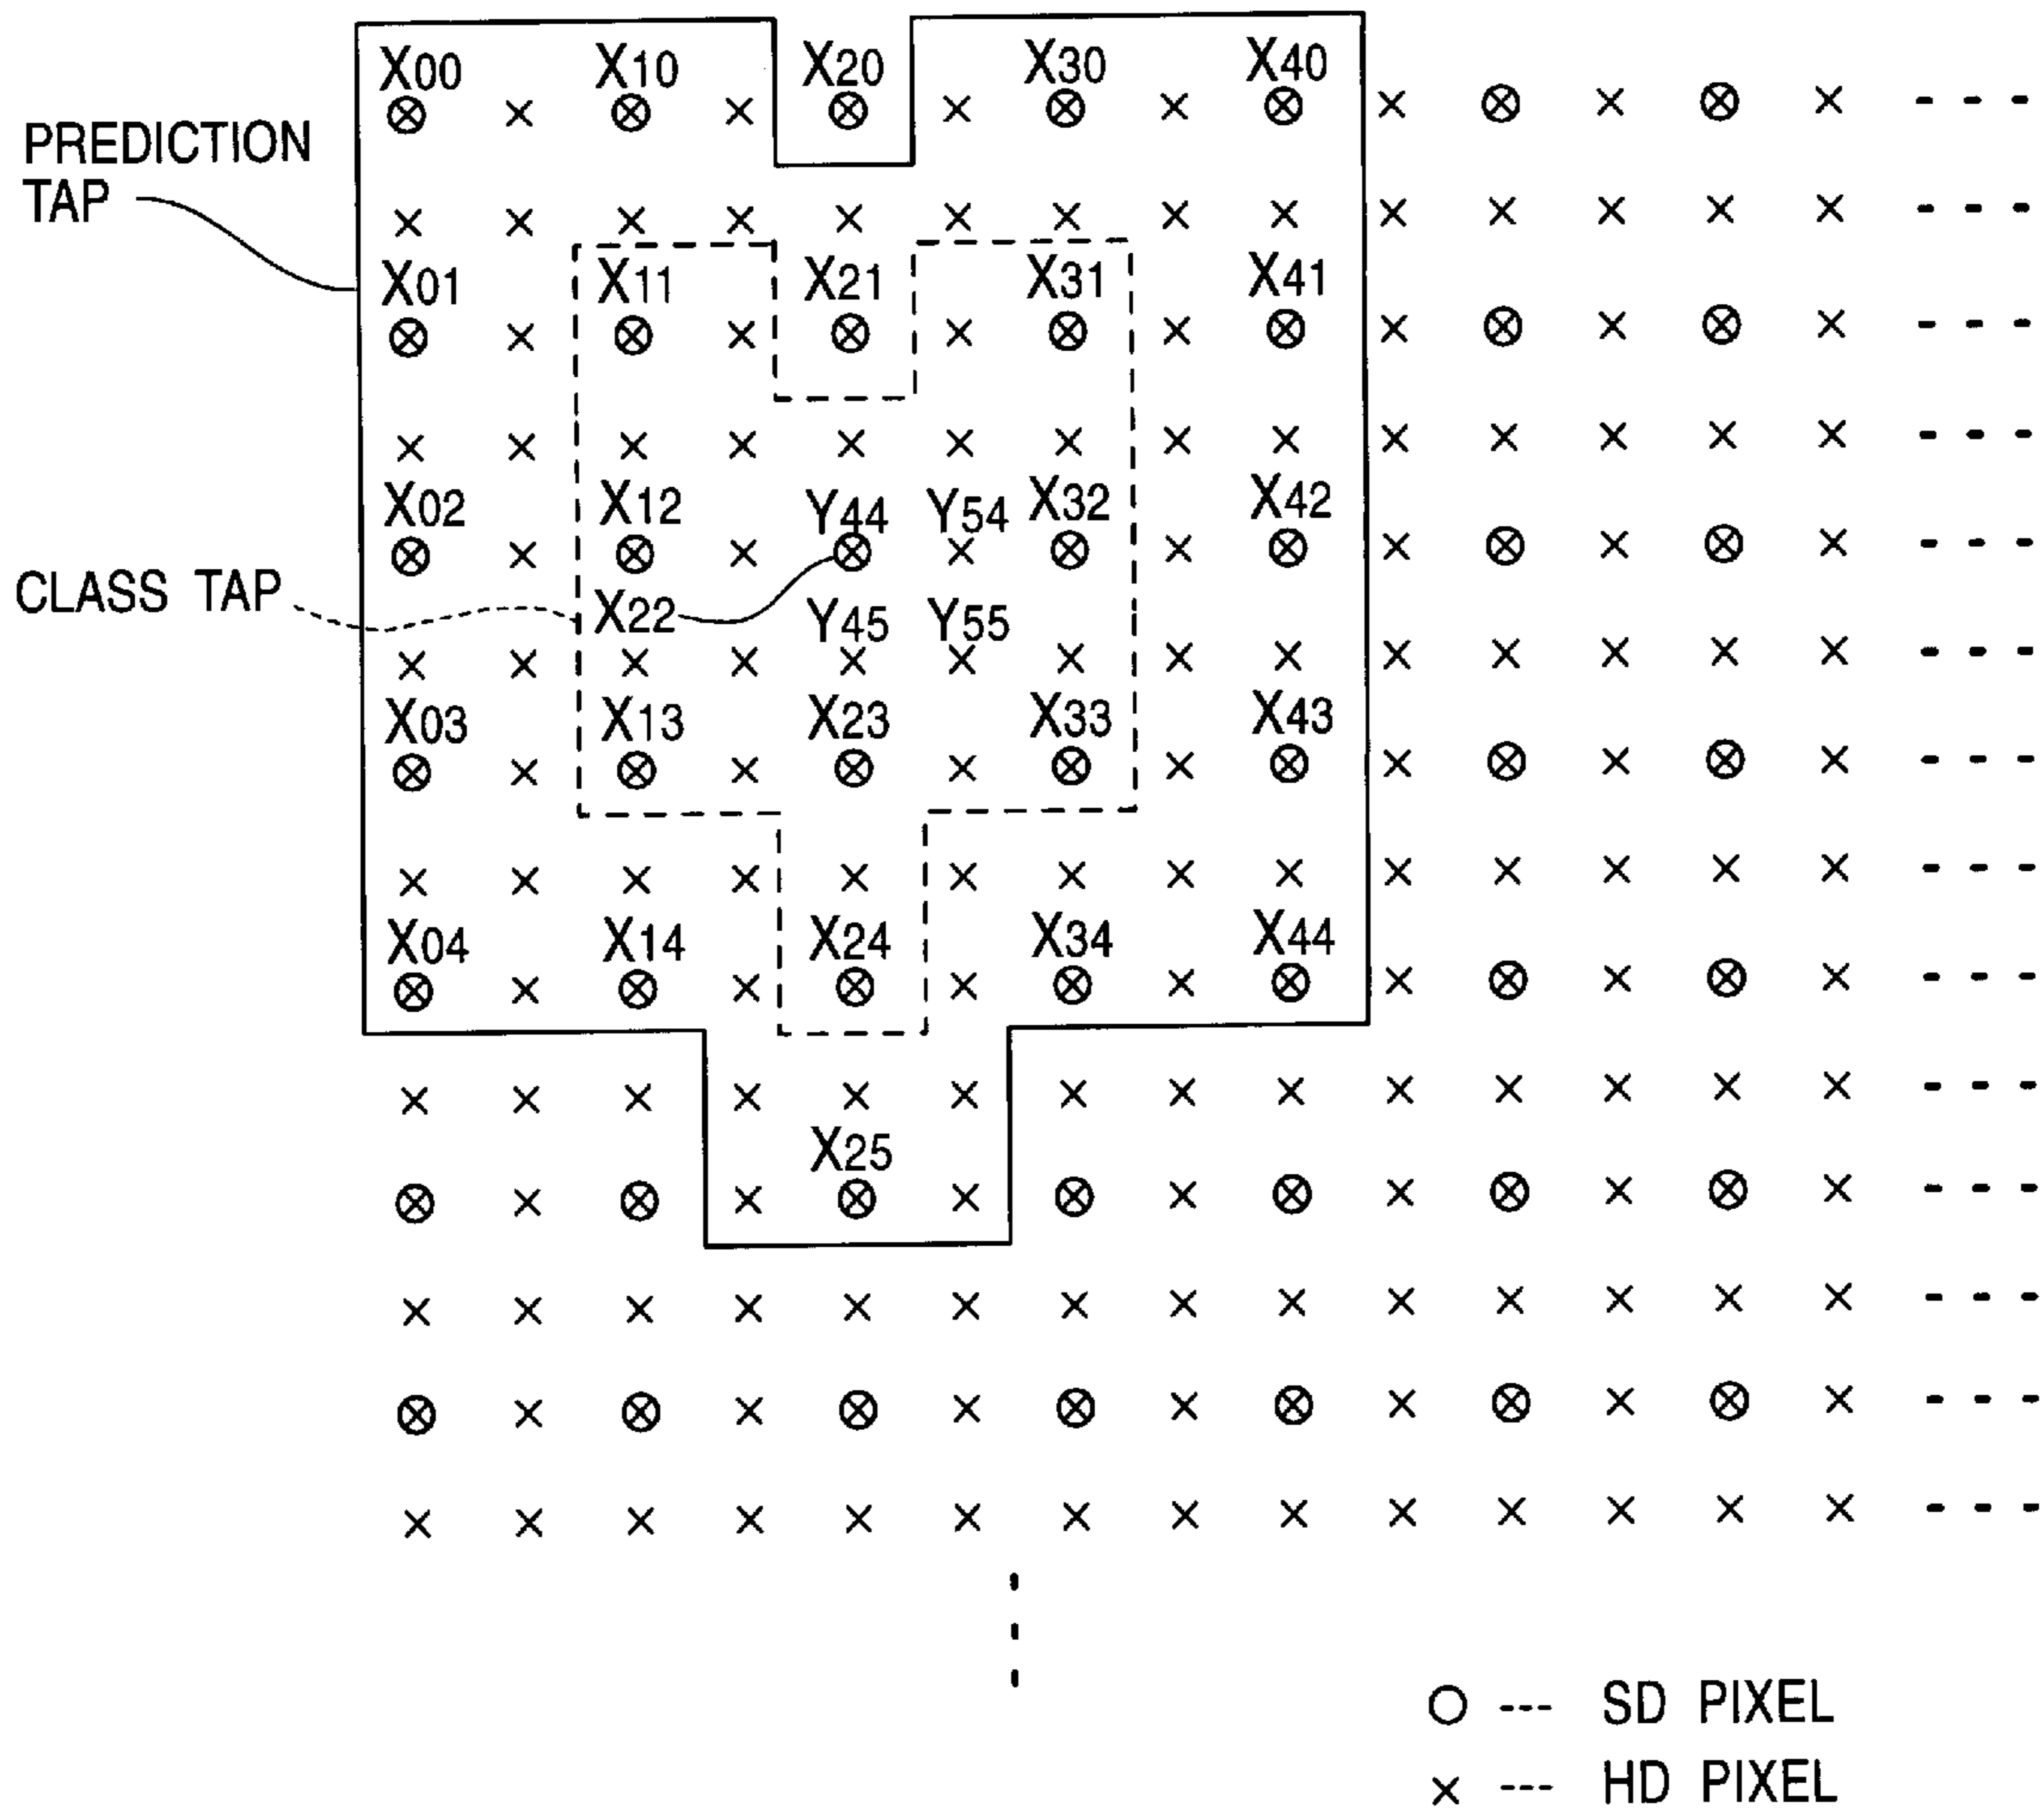 X00 X10 X20 X30 X40
PREDICTION
TAP
X01 X11 X21 X31 X41
X02 X12 Y44 Y54 X32 X42
CLASS TAP
X22 Y45 Y55
X03 X13 X23 X33 X43
X04 X14 X24 X34 X44
X25
SD PIXEL
HD PIXEL